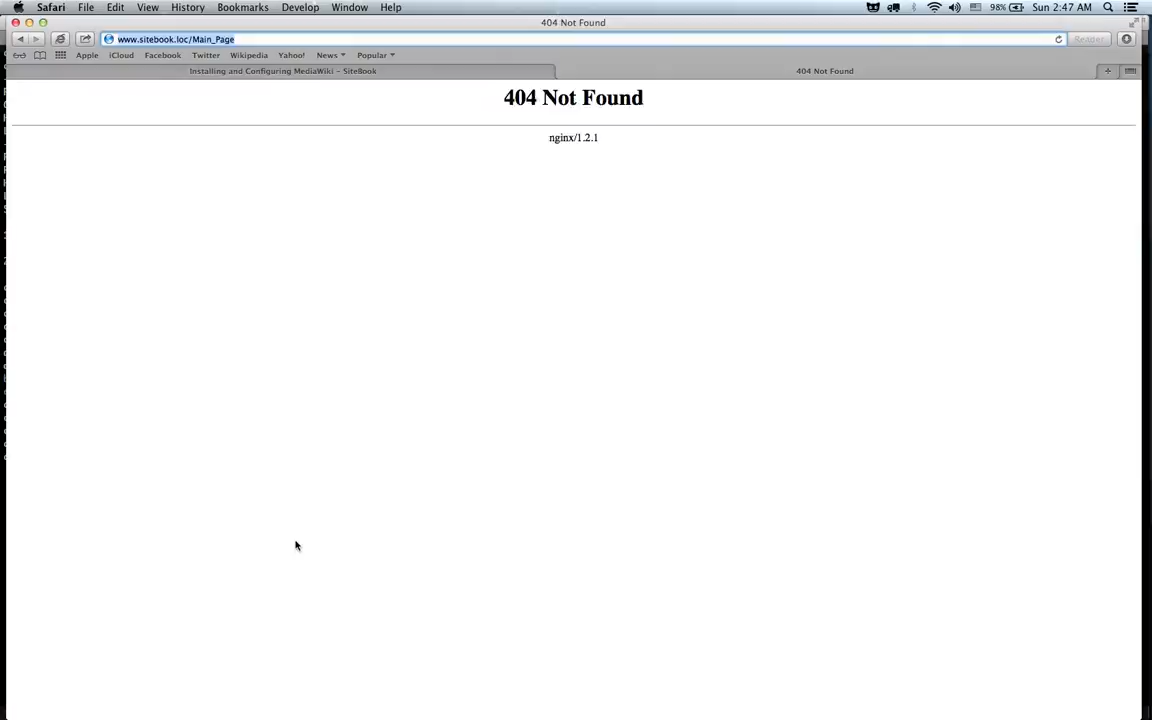 Safari File Edit View History Bookmarks Develop Window Help 98% Sun 2:47 AM
404 Not Found
www.sitebook.loc/Main_Page Reader
Apple iCloud Facebook Twitter Wikipedia Yahoo! News Popular
Installing and Configuring MediaWiki – SiteBook 404 Not Found +
404 Not Found
nginx/1.2.1